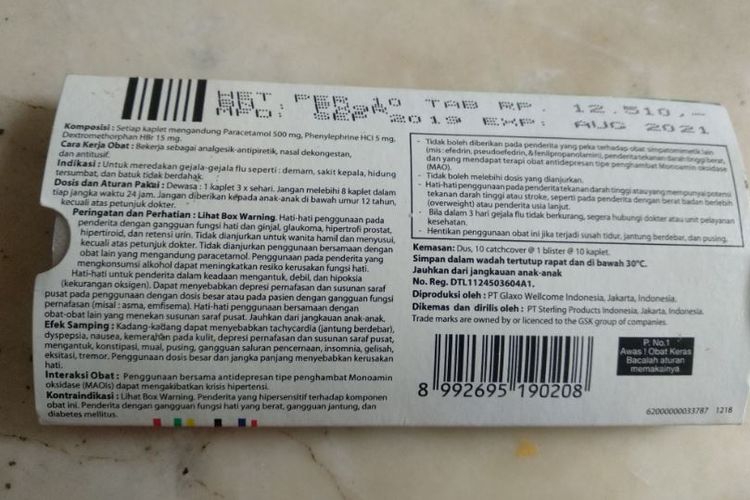 HET PER 10 TAB RP. 12.510,-
MFD: SEP 2019 EXP: AUG 2021
Komposisi : Setiap kaplet mengandung Paracetamol 500 mg, Phenylephrine HCl 5 mg,
Dextromethorphan HBr 15 mg.
Cara Kerja Obat : Bekerja sebagai analgesik-antipiretik, nasal dekongestan,
dan antitusif.
Indikasi : Untuk meredakan gejala-gejala flu seperti : demam, sakit kepala, hidung
tersumbat, dan batuk tidak berdahak.
Dosis dan Aturan Pakai : Dewasa : 1 kaplet 3 x sehari. Jangan melebihi 8 kaplet dalam
tiap jangka waktu 24 jam. Jangan diberikan kepada anak-anak di bawah umur 12 tahun,
kecuali atas petunjuk dokter.
Peringatan dan Perhatian : Lihat Box Warning. Hati-hati penggunaan pada
penderita dengan gangguan fungsi hati dan ginjal, glaukoma, hipertrofi prostat,
hipertiroid, dan retensi urin. Tidak dianjurkan untuk wanita hamil dan menyusui,
kecuali atas petunjuk dokter. Tidak dianjurkan penggunaan bersamaan dengan
obat lain yang mengandung paracetamol. Penggunaan pada penderita yang
mengkonsumsi alkohol dapat meningkatkan resiko kerusakan fungsi hati.
Hati-hati untuk penderita dalam keadaan mengantuk, debil, dan hipoksia
(kekurangan oksigen). Dapat menyebabkan depresi pernafasan dan susunan saraf
pusat pada penggunaan dengan dosis besar atau pada pasien dengan gangguan fungsi
pernafasan (misal : asma, emfisema). Hati-hati penggunaan bersamaan dengan
obat-obat lain yang menekan susunan saraf pusat. Jauhkan dari jangkauan anak-anak.
Efek Samping : Kadang-kadang dapat menyebabkan tachycardia (jantung berdebar),
dyspepsia, nausea, kemerahan pada kulit, depresi pernafasan dan susunan saraf pusat,
mengantuk, konstipasi, mual, pusing, gangguan saluran pencernaan, insomnia, gelisah,
eksitasi, tremor. Penggunaan dosis besar dan jangka panjang menyebabkan kerusakan
hati.
Interaksi Obat : Penggunaan bersama antidepresan tipe penghambat Monoamin
oksidase (MAOIs) dapat mengakibatkan krisis hipertensi.
Kontraindikasi : Lihat Box Warning. Penderita yang hipersensitif terhadap komponen
obat ini. Penderita dengan gangguan fungsi hati yang berat, gangguan jantung, dan
diabetes mellitus.
- Tidak boleh diberikan pada penderita yang peka terhadap obat simpatomimetik lain
(mis : efedrin, pseudoefedrin, & fenilpropanolamin), penderita tekanan darah tinggi berat,
dan yang mendapat terapi obat antidepresan tipe penghambat Monoamin oksidase
(MAO).
- Tidak boleh melebihi dosis yang dianjurkan.
- Hati-hati penggunaan pada penderita tekanan darah tinggi atau yang mempunyai potensi
tekanan darah tinggi atau stroke, seperti pada penderita dengan berat badan berlebih
(overweight) atau penderita usia lanjut.
- Bila dalam 3 hari gejala flu tidak berkurang, segera hubungi dokter atau unit pelayanan
kesehatan.
- Hentikan penggunaan obat ini jika terjadi susah tidur, jantung berdebar, dan pusing.
Kemasan: Dus, 10 catchcover @ 1 blister @ 10 kaplet.
Simpan dalam wadah tertutup rapat dan di bawah 30°C.
Jauhkan dari jangkauan anak-anak
No. Reg. DTL1124503604A1.
Diproduksi oleh : PT Glaxo Wellcome Indonesia, Jakarta, Indonesia.
Dikemas dan dirilis oleh : PT Sterling Products Indonesia, Jakarta, Indonesia.
Trade marks are owned by or licenced to the GSK group of companies.
8 992695 190208
P. No.1
Awas ! Obat Keras
Bacalah aturan
memakainya
62000000033787 1218